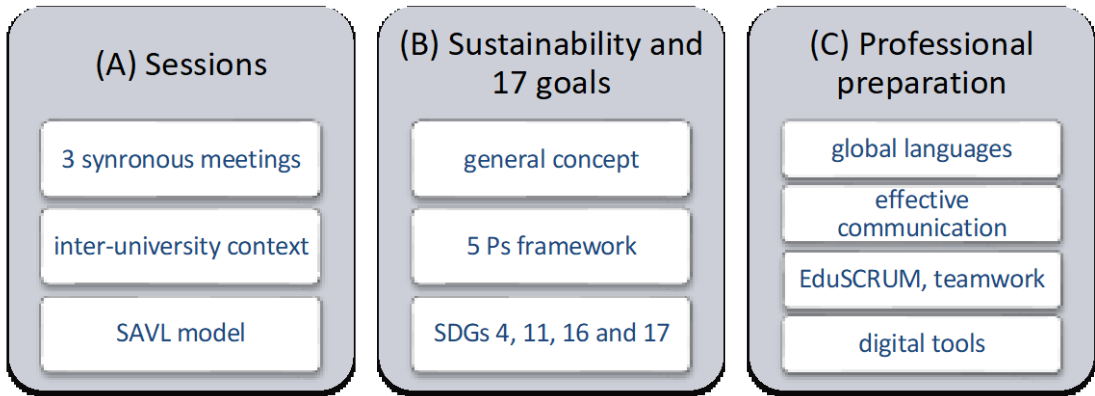 (A) Sessions
3 synronous meetings
inter-university context
SAVL model
(B) Sustainability and
17 goals
general concept
5 Ps framework
SDGs 4, 11, 16 and 17
(C) Professional
preparation
global languages
effective
communication
EduSCRUM, teamwork
digital tools